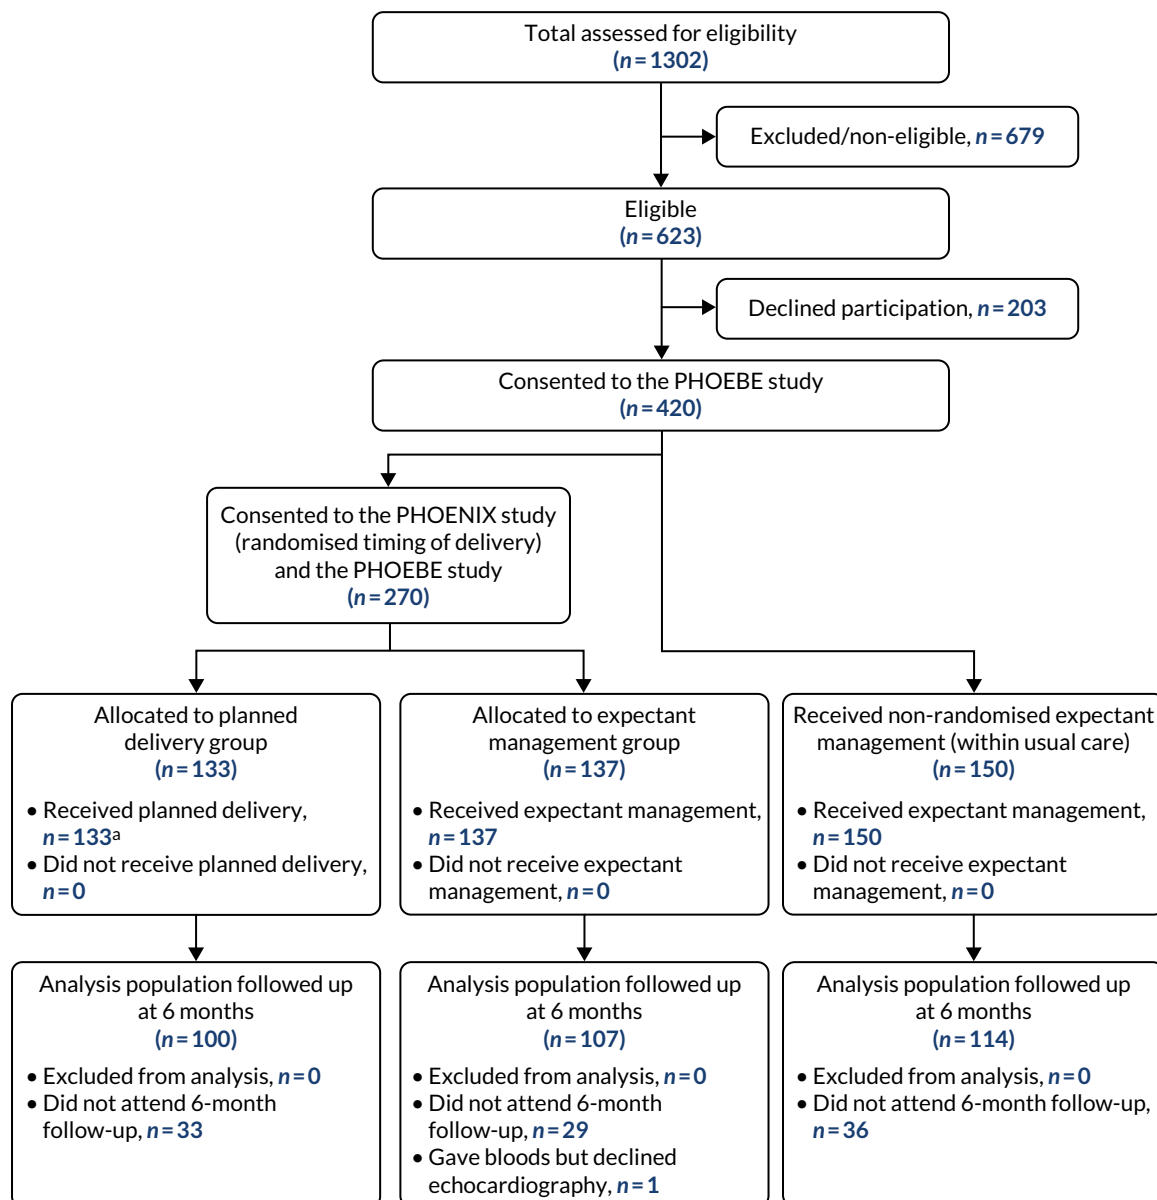 Total assessed for eligibility
(n=1302)
Excluded/non-eligible, n=679
Eligible
(n=623)
Declined participation, n=203
Consented to the PHOEBE study
(n=420)
Consented to the PHOENIX study
(randomised timing of delivery)
and the PHOEBE study
(n=270)
Allocated to planned
delivery group
(n=133)
• Received planned delivery,
n=133a
• Did not receive planned delivery,
n=0
Allocated to expectant
management group
(n=137)
• Received expectant management,
n=137
• Did not receive expectant
management, n=0
Received non-randomised expectant
management (within usual care)
(n=150)
• Received expectant management,
n=150
• Did not receive expectant
management, n=0
Analysis population followed up
at 6 months
(n=100)
• Excluded from analysis, n=0
• Did not attend 6-month
follow-up, n=33
Analysis population followed up
at 6 months
(n=107)
• Excluded from analysis, n=0
• Did not attend 6-month
follow-up, n=29
• Gave bloods but declined
echocardiography, n=1
Analysis population followed up
at 6 months
(n=114)
• Excluded from analysis, n=0
• Did not attend 6-month follow-up,
n=36